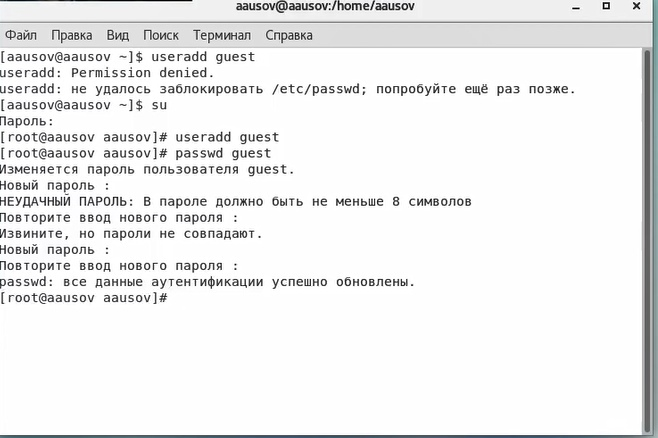 aausov@aausov:/home/aausov
Файл Правка Вид Поиск Терминал Справка
[aausov@aausov ~]$ useradd guest
useradd: Permission denied.
useradd: не удалось заблокировать /etc/passwd; попробуйте ещё раз позже.
[aausov@aausov ~]$ su
Пароль:
[root@aausov aausov]# useradd guest
[root@aausov aausov]# passwd guest
Изменяется пароль пользователя guest.
Новый пароль :
НЕУДАЧНЫЙ ПАРОЛЬ: В пароле должно быть не меньше 8 символов
Повторите ввод нового пароля :
Извините, но пароли не совпадают.
Новый пароль :
Повторите ввод нового пароля :
passwd: все данные аутентификации успешно обновлены.
[root@aausov aausov]#